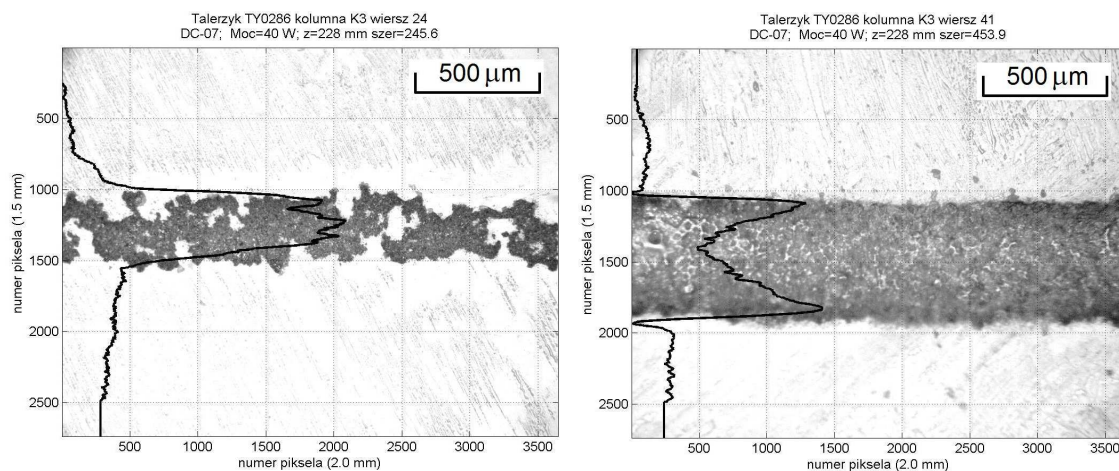 Talerzyk TY0286 kolumna K3 wiersz 24
DC-07;  Moc=40 W; z=228 mm szer=245.6
500 µm
500
1000
1500
2000
2500
numer piksela (1.5 mm)
500 1000 1500 2000 2500 3000 3500
numer piksela (2.0 mm)
Talerzyk TY0286 kolumna K3 wiersz 41
DC-07;  Moc=40 W; z=228 mm szer=453.9
500 µm
500
1000
1500
2000
2500
numer piksela (1.5 mm)
500 1000 1500 2000 2500 3000 3500
numer piksela (2.0 mm)